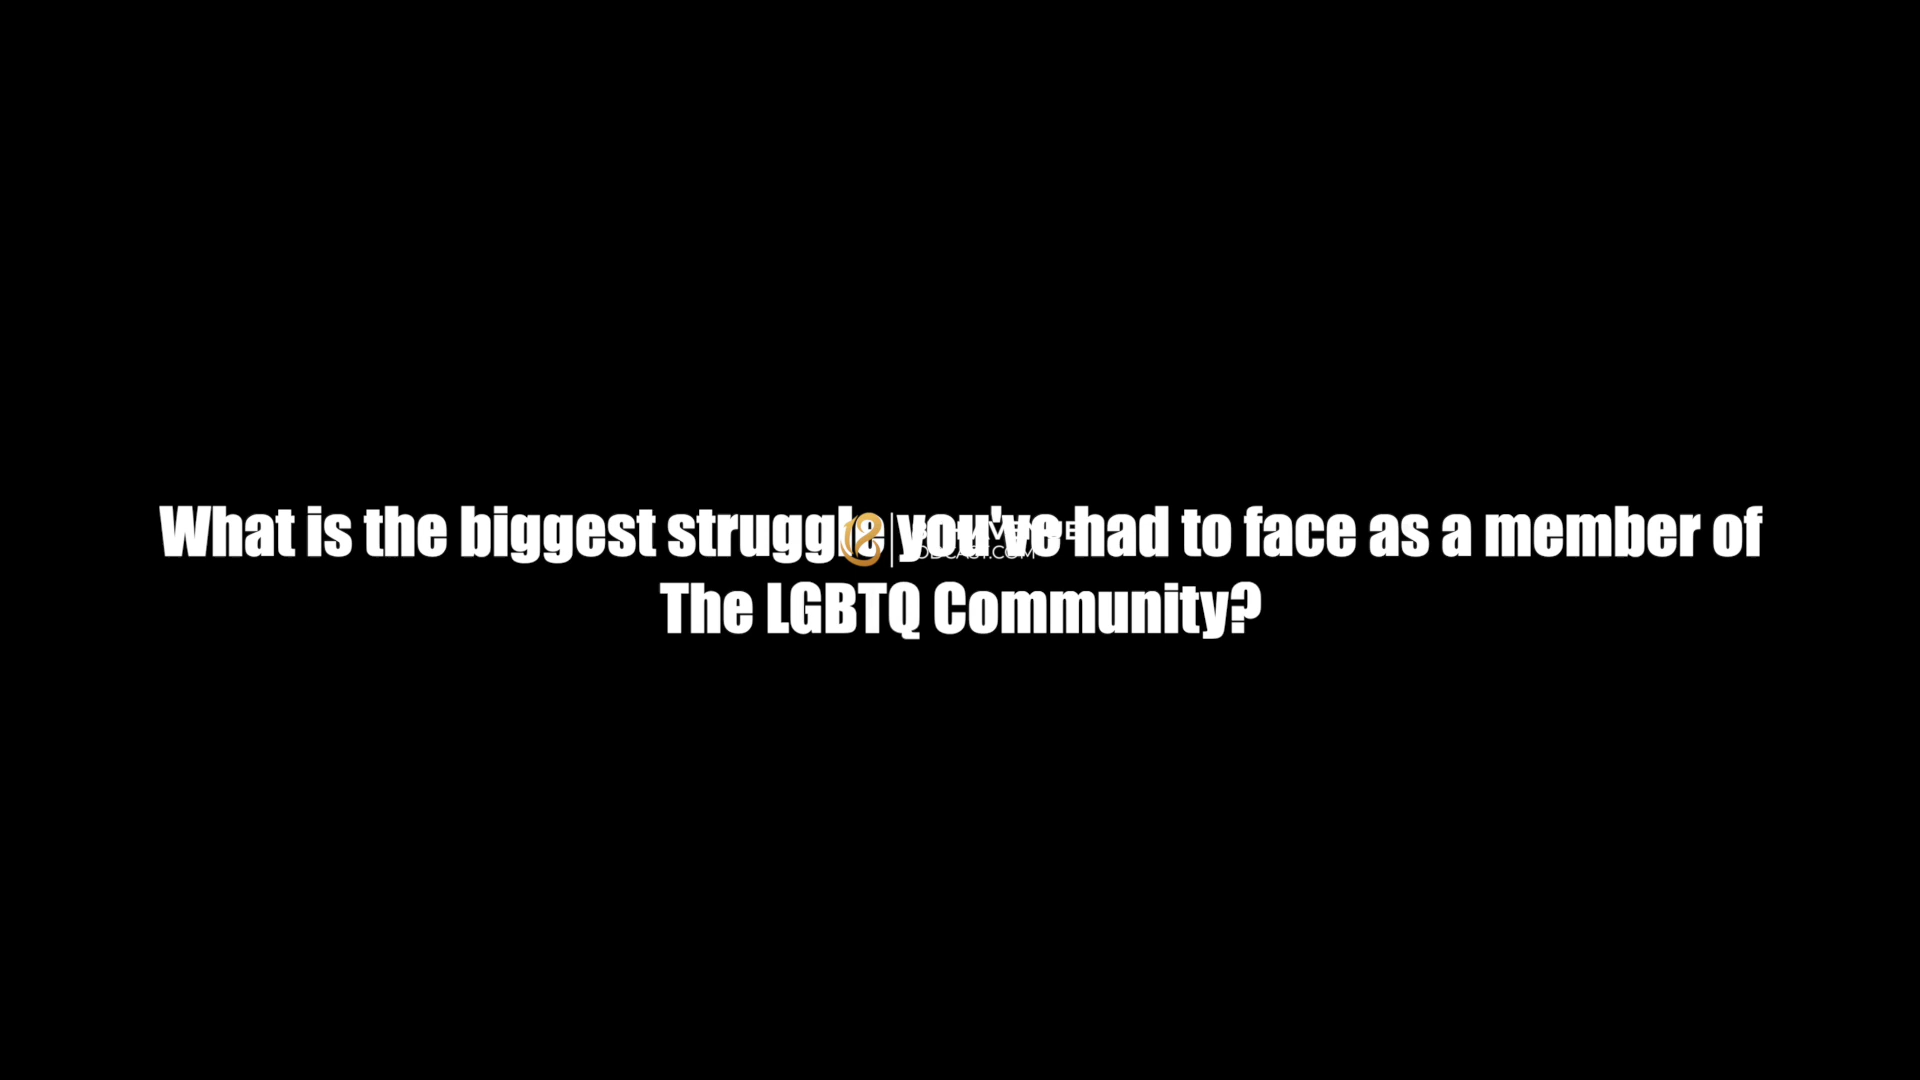 What is the biggest struggle you've had to face as a member of
The LGBTQ Community?